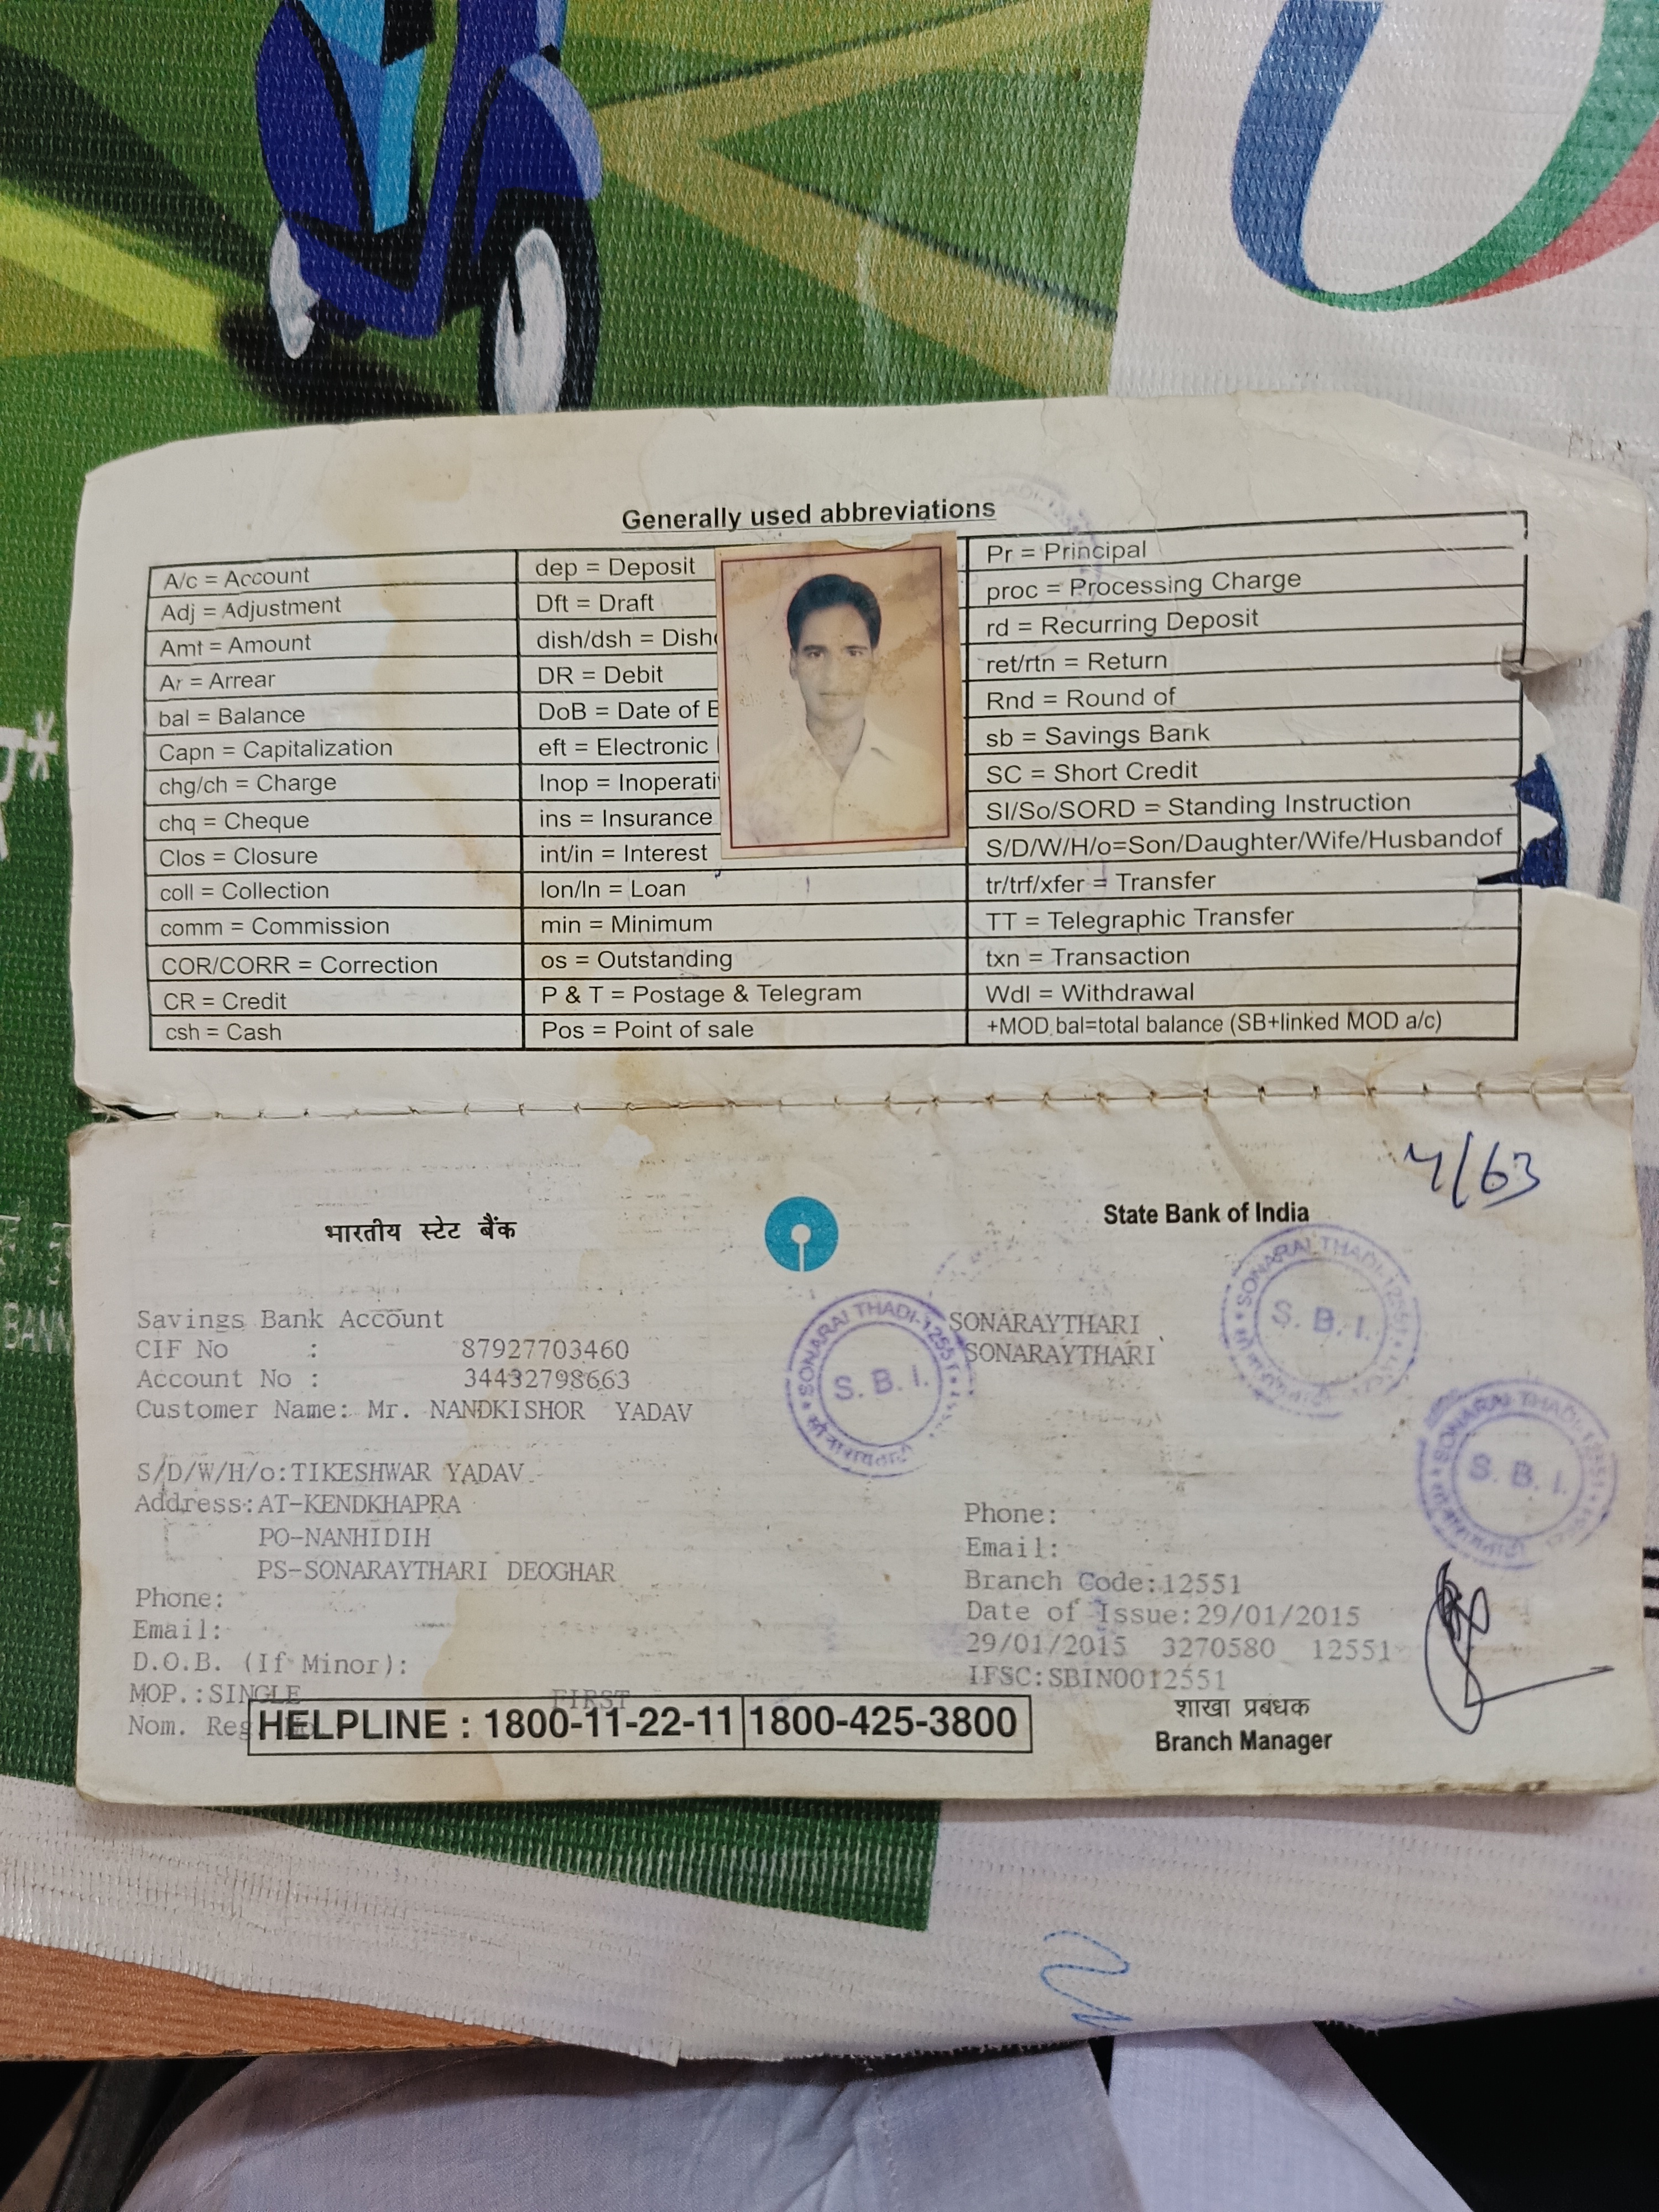 Generally used abbreviations
A/c = Account
Adj = Adjustment
Amt = Amount
Ar = Arrear
bal = Balance
Capn = Capitalization
chg/ch = Charge
chq = Cheque
Clos = Closure
coll = Collection
comm = Commission
COR/CORR = Correction
CR = Credit
csh = Cash
dep = Deposit
Dft = Draft
dish/dsh =
DR = Debit
DoB = Date of
eft = Electronic
Inop =
ins = Insurance
int/in = Interest
lon/ln = Loan
min = Minimum
os = Outstanding
P & T = Postage & Telegram
Pos = Point of sale
Pr = Principal
proc = Processing Charge
rd = Recurring Deposit
ret/rtn = Return
Rnd = Round of
sb = Savings Bank
SC = Short Credit
SI/So/SORD = Standing Instruction
S/D/W/H/o=Son/Daughter/Wife/Husbandof
tr/trf/xfer = Transfer
TT = Telegraphic Transfer
txn = Transaction
Wdl = Withdrawal
+MOD bal=total balance (SB+linked MOD a/c)
4/63
भारतीय स्टेट बैंक
State Bank of India
Savings Bank Account
CIF No : 87927703460
Account No : 34432798663
Customer Name: Mr. NANDKISHOR YADAV
S/D/W/H/o:TIKESHWAR YADAV
Address:AT-KENDKHAPRA
PO-NANHIDIH
PS-SONARAYTHARI DEOGHAR
Phone:
Email:
D.O.B. (If Minor):
MOP.:SINGLE FIRST
Nom. Reg
SONARAYTHARI
SONARAYTHARI
SONARAI THADI-12551
S. B. I.
SONARAI THADI-12551
S. B. I.
SONARAI THADI-12551
S. B. I.
Phone:
Email:
Branch Code:12551
Date of Issue:29/01/2015
29/01/2015 3270580 12551
IFSC:SBIN0012551
HELPLINE : 1800-11-22-11 1800-425-3800
शाखा प्रबंधक
Branch Manager